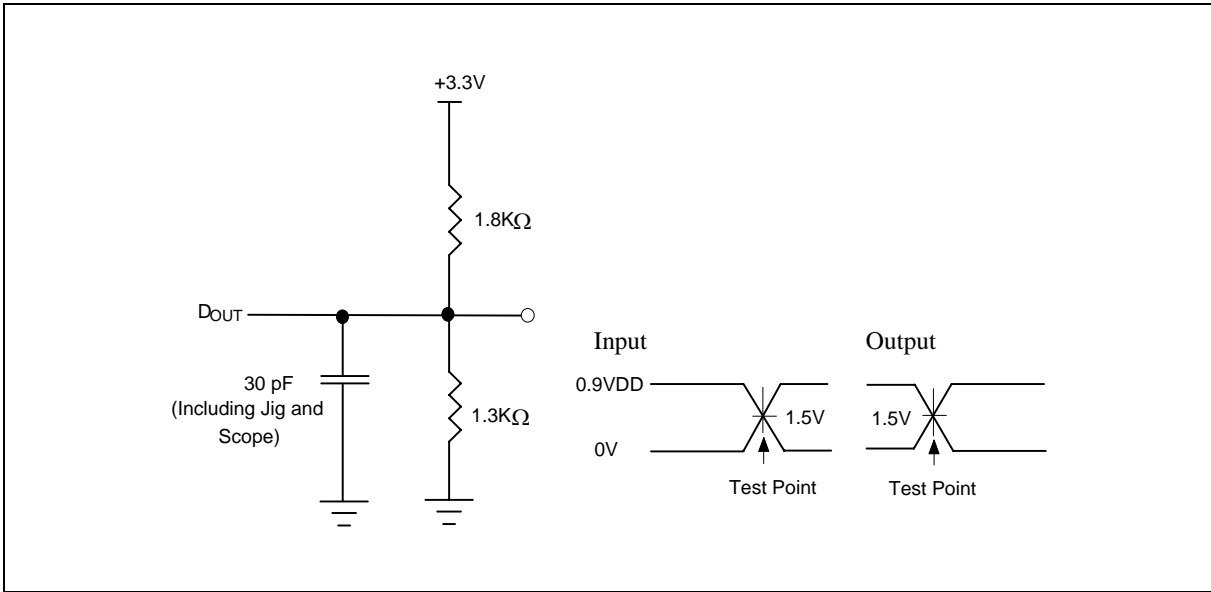 +3.3V
1.8KΩ
DOUT
30 pF
(Including Jig and
Scope)
1.3KΩ
Input
Output
0.9VDD
1.5V
1.5V
0V
Test Point
Test Point